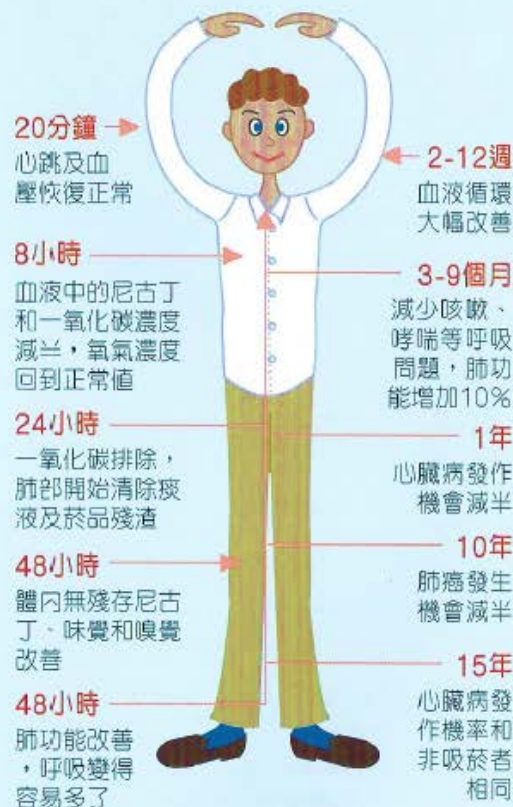 20分鐘
心跳及血
壓恢復正常
8小時
血液中的尼古丁
和一氧化碳濃度
減半，氧氣濃度
回到正常值
24小時
一氧化碳排除，
肺部開始清除痰
液及菸品殘渣
48小時
體內無殘存尼古
丁、味覺和嗅覺
改善
48小時
肺功能改善
，呼吸變得
容易多了
2-12週
血液循環
大幅改善
3-9個月
減少咳嗽、
哮喘等呼吸
問題，肺功
能增加10%
1年
心臟病發作
機會減半
10年
肺癌發生
機會減半
15年
心臟病發
作機率和
非吸菸者
相同